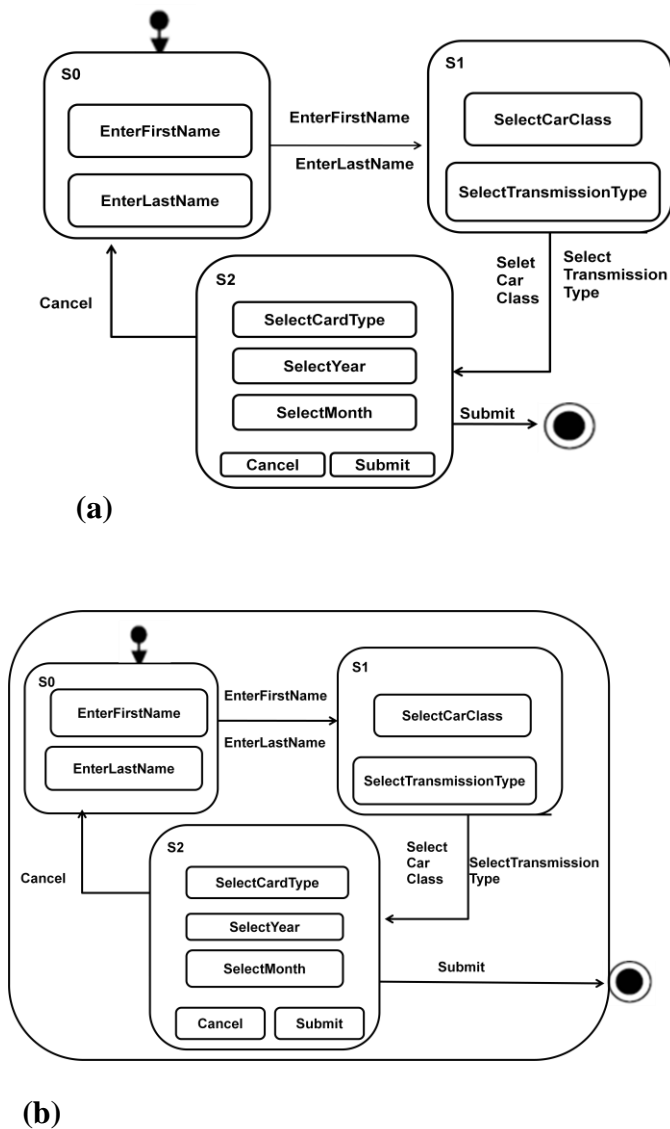 S0
EnterFirstName
EnterLastName
EnterFirstName
EnterLastName
S1
SelectCarClass
SelectTransmissionType
Selet
Car
Class
Select
Transmission
Type
Cancel
S2
SelectCardType
SelectYear
SelectMonth
Cancel
Submit
Submit
(a)
S0
EnterFirstName
EnterLastName
EnterFirstName
EnterLastName
S1
SelectCarClass
SelectTransmissionType
Select
Car
Class
SelectTransmission
Type
Cancel
S2
SelectCardType
SelectYear
SelectMonth
Cancel
Submit
Submit
(b)